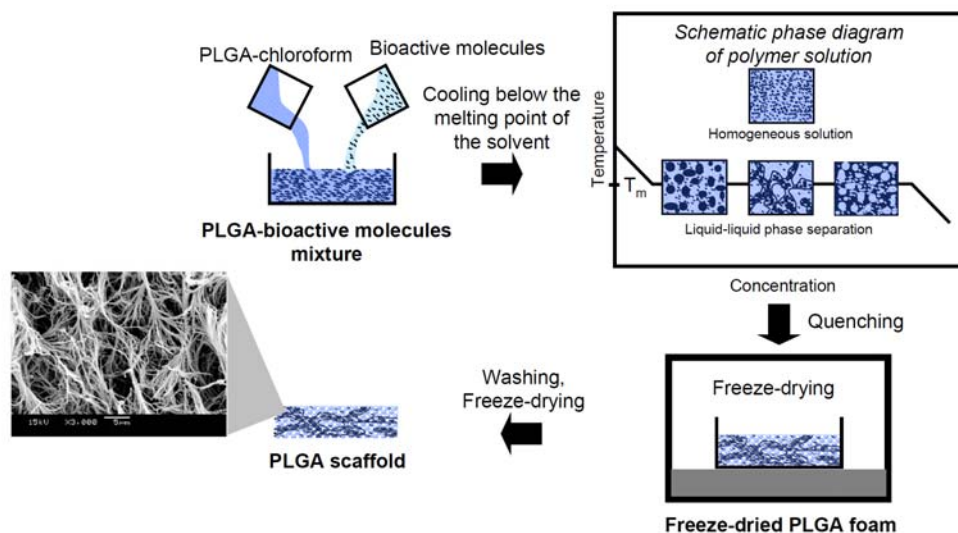 PLGA-chloroform
Bioactive molecules
PLGA-bioactive molecules
mixture
Cooling below the
melting point of
the solvent
Schematic phase diagram
of polymer solution
Homogeneous solution
Temperature
Tm
Liquid-liquid phase separation
Concentration
Quenching
Freeze-drying
Freeze-dried PLGA foam
Washing,
Freeze-drying
PLGA scaffold
15kV X3,000 5μm